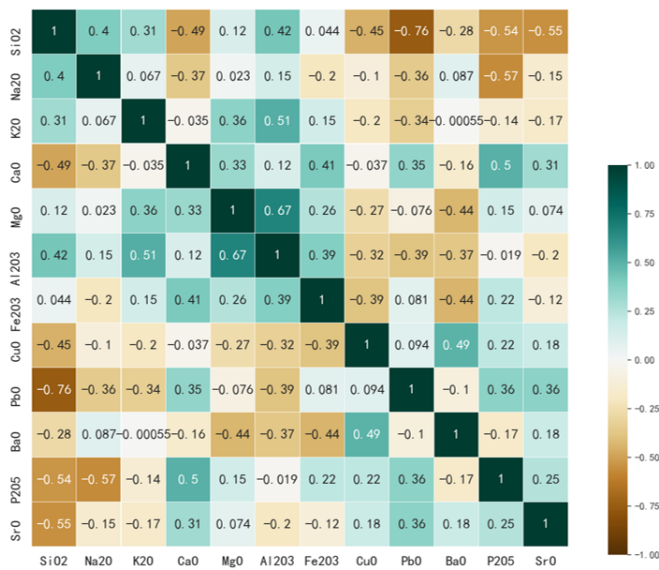 SiO2 1 0.4 0.31 -0.49 0.12 0.42 0.044 -0.45 -0.76 -0.28 -0.54 -0.55
Na2O 0.4 1 0.067 -0.37 0.023 0.15 -0.2 -0.1 -0.36 0.087 -0.57 -0.15
K2O 0.31 0.067 1 -0.035 0.36 0.51 0.15 -0.2 -0.34 -0.00055 -0.14 -0.17
CaO -0.49 -0.37 -0.035 1 0.33 0.12 0.41 -0.037 0.35 -0.16 0.5 0.31
MgO 0.12 0.023 0.36 0.33 1 0.67 0.26 -0.27 -0.076 -0.44 0.15 0.074
Al2O3 0.42 0.15 0.51 0.12 0.67 1 0.39 -0.32 -0.39 -0.37 -0.019 -0.2
Fe2O3 0.044 -0.2 0.15 0.41 0.26 0.39 1 -0.39 0.081 -0.44 0.22 -0.12
CuO -0.45 -0.1 -0.2 -0.037 -0.27 -0.32 -0.39 1 0.094 0.49 0.22 0.18
PbO -0.76 -0.36 -0.34 0.35 -0.076 -0.39 0.081 0.094 1 -0.1 0.36 0.36
BaO -0.28 0.087 -0.00055 -0.16 -0.44 -0.37 -0.44 0.49 -0.1 1 -0.17 0.18
P2O5 -0.54 -0.57 -0.14 0.5 0.15 -0.019 0.22 0.22 0.36 -0.17 1 0.25
SrO -0.55 -0.15 -0.17 0.31 0.074 -0.2 -0.12 0.18 0.36 0.18 0.25 1
SiO2 Na2O K2O CaO MgO Al2O3 Fe2O3 CuO PbO BaO P2O5 SrO
1.00
0.75
0.50
0.25
0.00
-0.25
-0.50
-0.75
-1.00